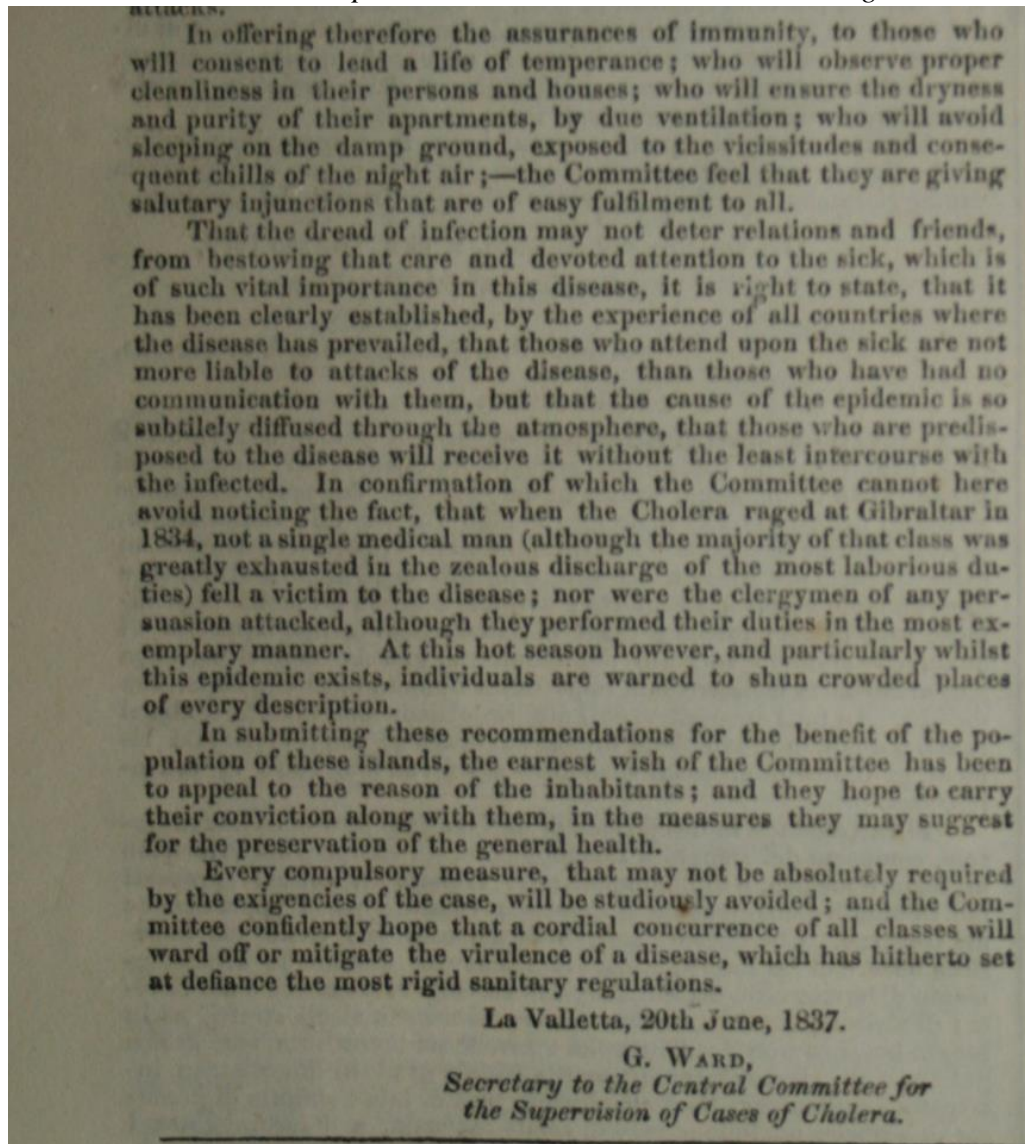 attacks.
In offering therefore the assurances of immunity, to those who
will consent to lead a life of temperance; who will observe proper
cleanliness in their persons and houses; who will ensure the dryness
and purity of their apartments, by due ventilation; who will avoid
sleeping on the damp ground, exposed to the vicissitudes and conse-
quent chills of the night air;—the Committee feel that they are giving
salutary injunctions that are of easy fulfilment to all.
That the dread of infection may not deter relations and friends,
from bestowing that care and devoted attention to the sick, which is
of such vital importance in this disease, it is right to state, that it
has been clearly established, by the experience of all countries where
the disease has prevailed, that those who attend upon the sick are not
more liable to attacks of the disease, than those who have had no
communication with them, but that the cause of the epidemic is so
subtilely diffused through the atmosphere, that those who are predis-
posed to the disease will receive it without the least intercourse with
the infected. In confirmation of which the Committee cannot here
avoid noticing the fact, that when the Cholera raged at Gibraltar in
1834, not a single medical man (although the majority of that class was
greatly exhausted in the zealous discharge of the most laborious du-
ties) fell a victim to the disease; nor were the clergymen of any per-
suasion attacked, although they performed their duties in the most ex-
emplary manner. At this hot season however, and particularly whilst
this epidemic exists, individuals are warned to shun crowded places
of every description.
In submitting these recommendations for the benefit of the po-
pulation of these islands, the earnest wish of the Committee has been
to appeal to the reason of the inhabitants; and they hope to carry
their conviction along with them, in the measures they may suggest
for the preservation of the general health.
Every compulsory measure, that may not be absolutely required
by the exigencies of the case, will be studiously avoided; and the Com-
mittee confidently hope that a cordial concurrence of all classes will
ward off or mitigate the virulence of a disease, which has hitherto set
at defiance the most rigid sanitary regulations.
La Valletta, 20th June, 1837.
G. WARD,
Secretary to the Central Committee for
the Supervision of Cases of Cholera.